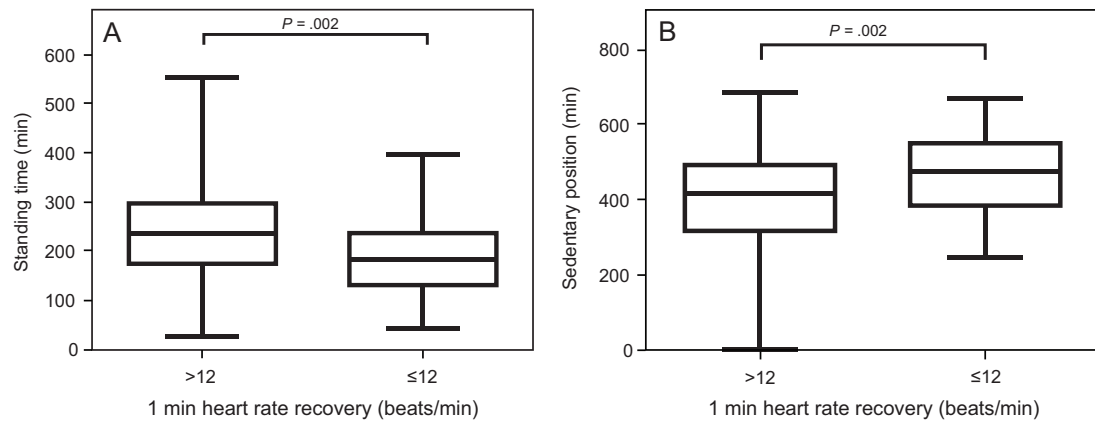 A
P = .002
600
500
400
300
200
100
0
Standing time (min)
>12
≤12
1 min heart rate recovery (beats/min)
B
P = .002
800
600
400
200
0
Sedentary position (min)
>12
≤12
1 min heart rate recovery (beats/min)